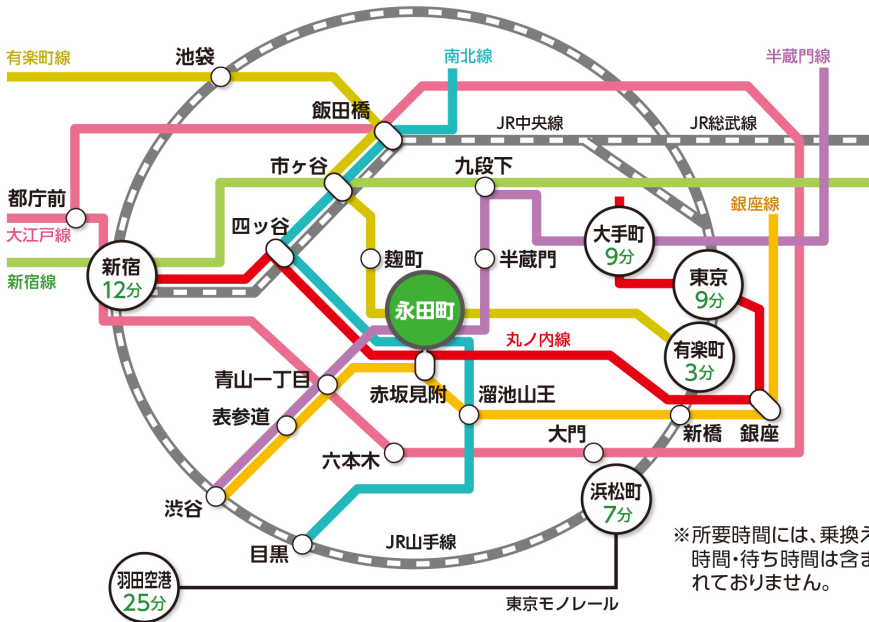 有楽町線
池袋
南北線
半蔵門線
飯田橋
JR中央線
JR総武線
市ヶ谷
九段下
都庁前
大江戸線
四ッ谷
銀座線
新宿
12分
新宿線
麹町
半蔵門
大手町
9分
東京
9分
永田町
丸ノ内線
有楽町
3分
青山一丁目
赤坂見附
溜池山王
表参道
新橋
銀座
六本木
大門
渋谷
浜松町
7分
目黒
JR山手線
羽田空港
25分
東京モノレール
※所要時間には、乗換え
時間・待ち時間は含ま
れておりません。